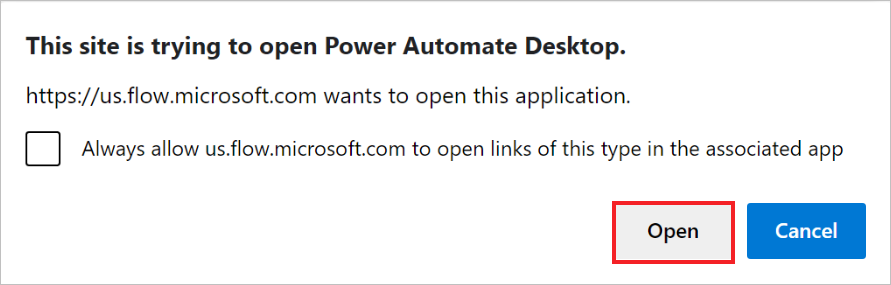 This site is trying to open Power Automate Desktop.
https://us.flow.microsoft.com wants to open this application.
Always allow us.flow.microsoft.com to open links of this type in the associated app
Open Cancel